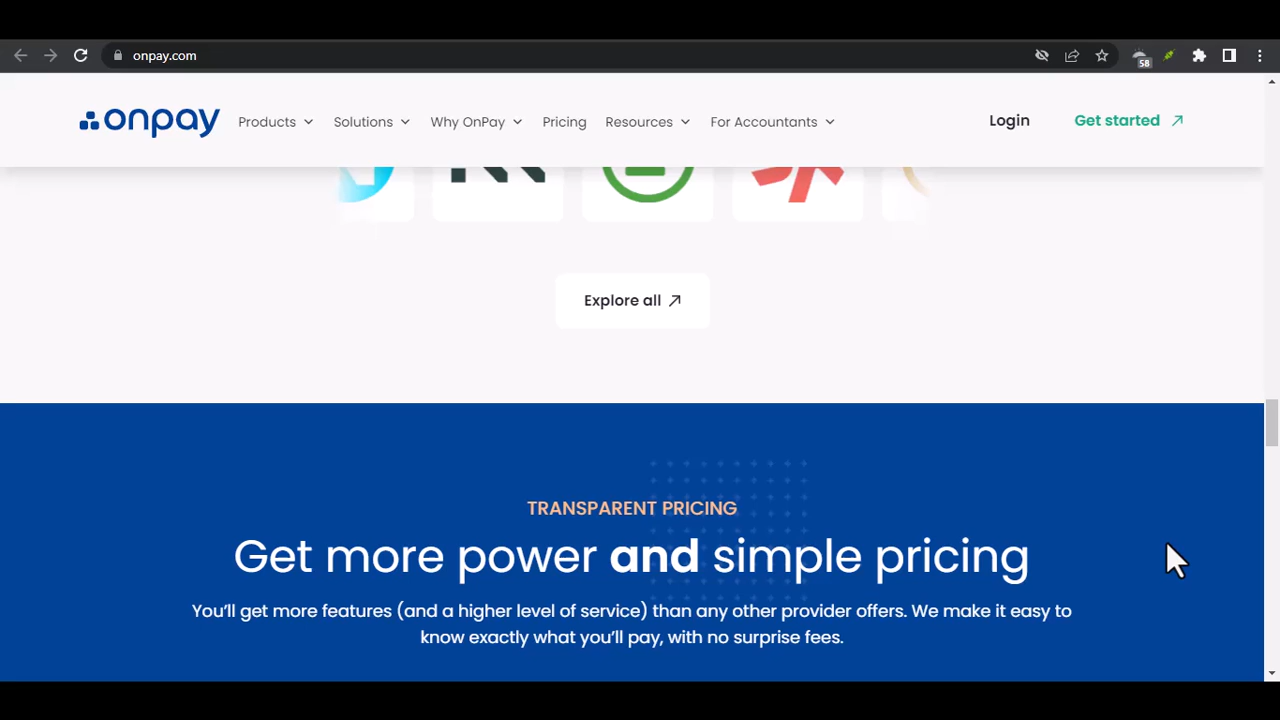 onpay.com
58
onpay Products Solutions Why OnPay Pricing Resources For Accountants Login Get started
Explore all
TRANSPARENT PRICING
Get more power and simple pricing
You'll get more features (and a higher level of service) than any other provider offers. We make it easy to
know exactly what you'll pay, with no surprise fees.